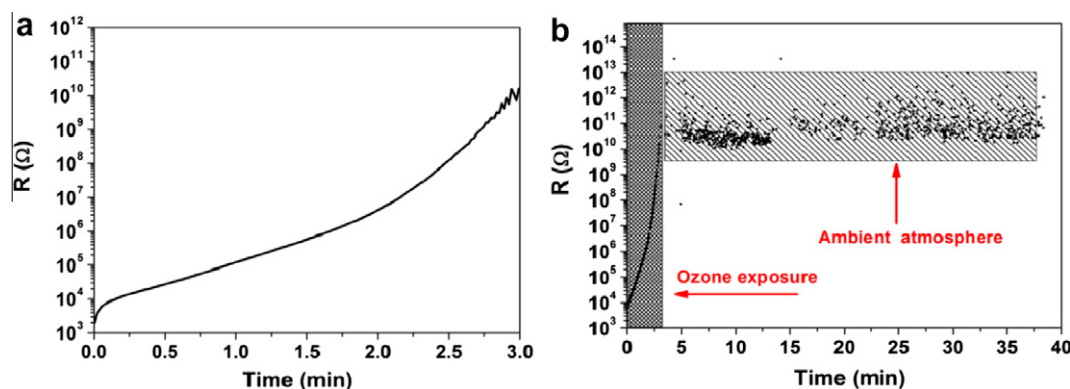 a
10^12
10^11
10^10
10^9
10^8
10^7
10^6
10^5
10^4
10^3
R (Ω)
0.0 0.5 1.0 1.5 2.0 2.5 3.0
Time (min)
b
10^14
10^13
10^12
10^11
10^10
10^9
10^8
10^7
10^6
10^5
10^4
10^3
R (Ω)
Ambient atmosphere
Ozone exposure
0 5 10 15 20 25 30 35 40
Time (min)